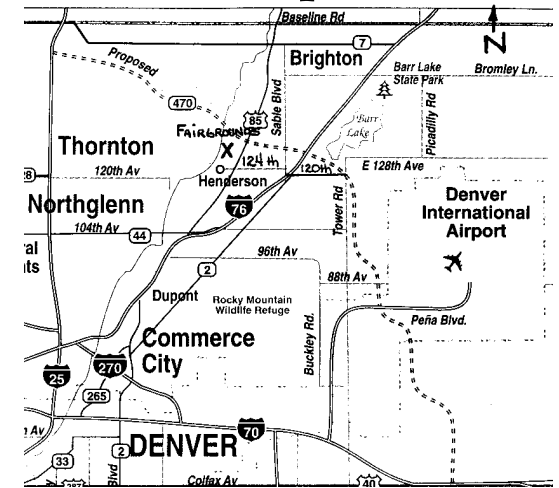 Baseline Rd
N
7
Brighton
Proposed
Barr Lake
State Park
Bromley Ln.
470
85
Sable Blvd
FAIRGROUNDS
Barr
Lake
Picadilly Rd
Thornton
X
124th
E 128th Ave
120th Av
Henderson
120th
Northglenn
76
Tower Rd
Denver
International
Airport
104th Av
44
96th Av
2
88th Av
Dupont
Rocky Mountain
Wildlife Refuge
Peña Blvd.
Buckley Rd.
Commerce
City
270
25
265
70
DENVER
33
2
Blvd
Colfax Av
40
287